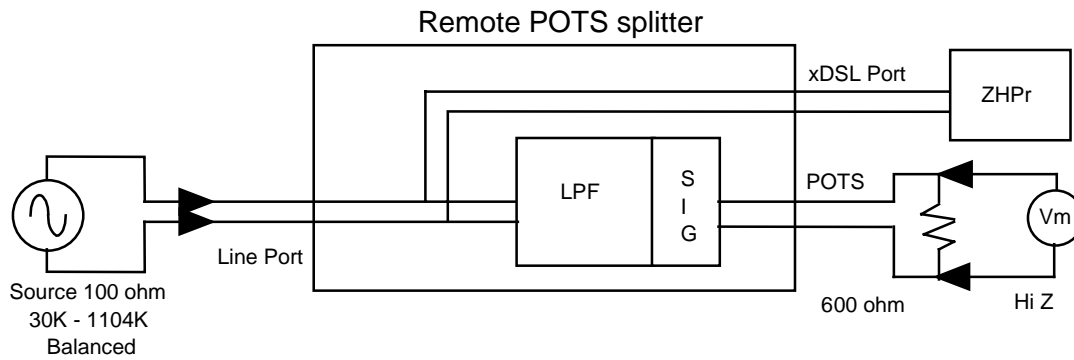 Remote POTS splitter
xDSL Port
ZHPr
LPF
S
I
G
POTS
Vm
Line Port
Source 100 ohm
30K - 1104K
Balanced
600 ohm
Hi Z